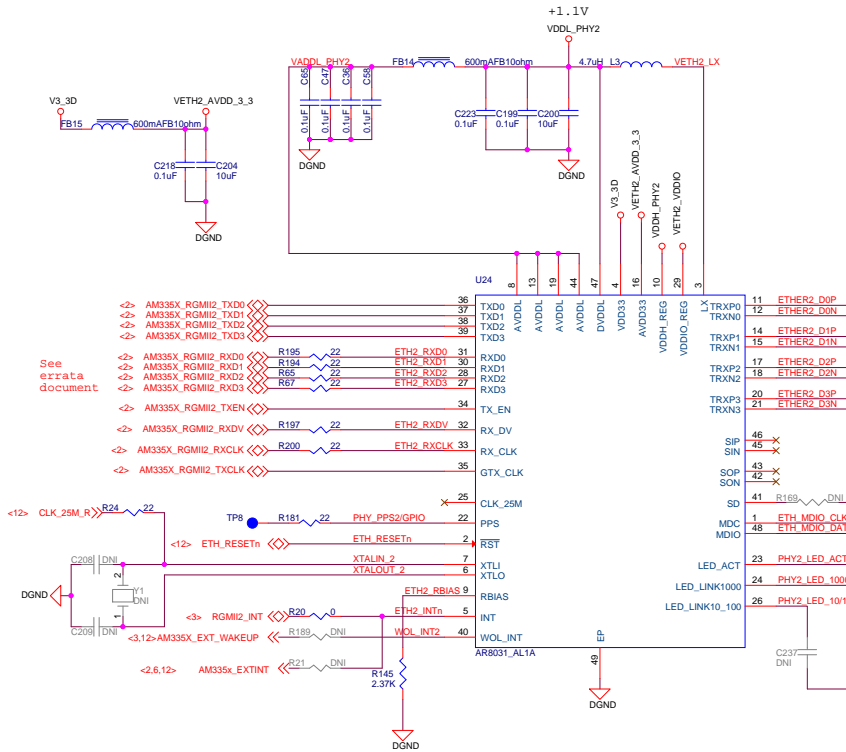 +1.1V
VDDL_PHY2
VADDL_PHY2
FB14
600mAFB10ohm
4.7uH
L3
VETH2_LX
C65
C47
C36
C58
0.1uF
0.1uF
0.1uF
0.1uF
DGND
C223
0.1uF
C199
0.1uF
C200
10uF
DGND
V3_3D
VETH2_AVDD_3_3
FB15
600mAFB10ohm
C218
0.1uF
C204
10uF
DGND
V3_3D
VETH2_AVDD_3_3
VDDH_PHY2
VETH2_VDDIO
U24
8
13
19
44
47
4
16
10
29
3
AVDDL
AVDDL
AVDDL
AVDDL
DVDDL
VDD33
AVDD33
VDDH_REG
VDDIO_REG
LX
<2> AM335X_RGMII2_TXD0 36 TXD0
<2> AM335X_RGMII2_TXD1 37 TXD1
<2> AM335X_RGMII2_TXD2 38 TXD2
<2> AM335X_RGMII2_TXD3 39 TXD3
See
errata
document
<2> AM335X_RGMII2_RXD0 R195 22 ETH2_RXD0 31 RXD0
<2> AM335X_RGMII2_RXD1 R194 22 ETH2_RXD1 30 RXD1
<2> AM335X_RGMII2_RXD2 R65 22 ETH2_RXD2 28 RXD2
<2> AM335X_RGMII2_RXD3 R67 22 ETH2_RXD3 27 RXD3
<2> AM335X_RGMII2_TXEN 34 TX_EN
<2> AM335X_RGMII2_RXDV R197 22 ETH2_RXDV 32 RX_DV
<2> AM335X_RGMII2_RXCLK R200 22 ETH2_RXCLK 33 RX_CLK
<2> AM335X_RGMII2_TXCLK 35 GTX_CLK
25 CLK_25M
<12> CLK_25M_R R24 22
TP8 R181 22 PHY_PPS2/GPIO 22 PPS
<12> ETH_RESETn ETH_RESETn 2 RST
C208 DNI XTALIN_2 7 XTLI
XTALOUT_2 6 XTLO
2
Y1
DNI
1
DGND
C209 DNI
ETH2_RBIAS 9 RBIAS
<3> RGMII2_INT R20 0 ETH2_INTn 5 INT
<3,12>AM335X_EXT_WAKEUP R189 DNI WOL_INT2 40 WOL_INT
<2,6,12> AM335x_EXTINT R21 DNI
R145
2.37K
DGND
AR8031_AL1A
EP
49
DGND
TRXP0 11 ETHER2_D0P
TRXN0 12 ETHER2_D0N
TRXP1 14 ETHER2_D1P
TRXN1 15 ETHER2_D1N
TRXP2 17 ETHER2_D2P
TRXN2 18 ETHER2_D2N
TRXP3 20 ETHER2_D3P
TRXN3 21 ETHER2_D3N
SIP 46
SIN 45
SOP 43
SON 42
SD 41 R169 DNI
MDC 1 ETH_MDIO_CLK
MDIO 48 ETH_MDIO_DAT
LED_ACT 23 PHY2_LED_ACT
LED_LINK1000 24 PHY2_LED_1000
LED_LINK10_100 26 PHY2_LED_10/1
C237
DNI